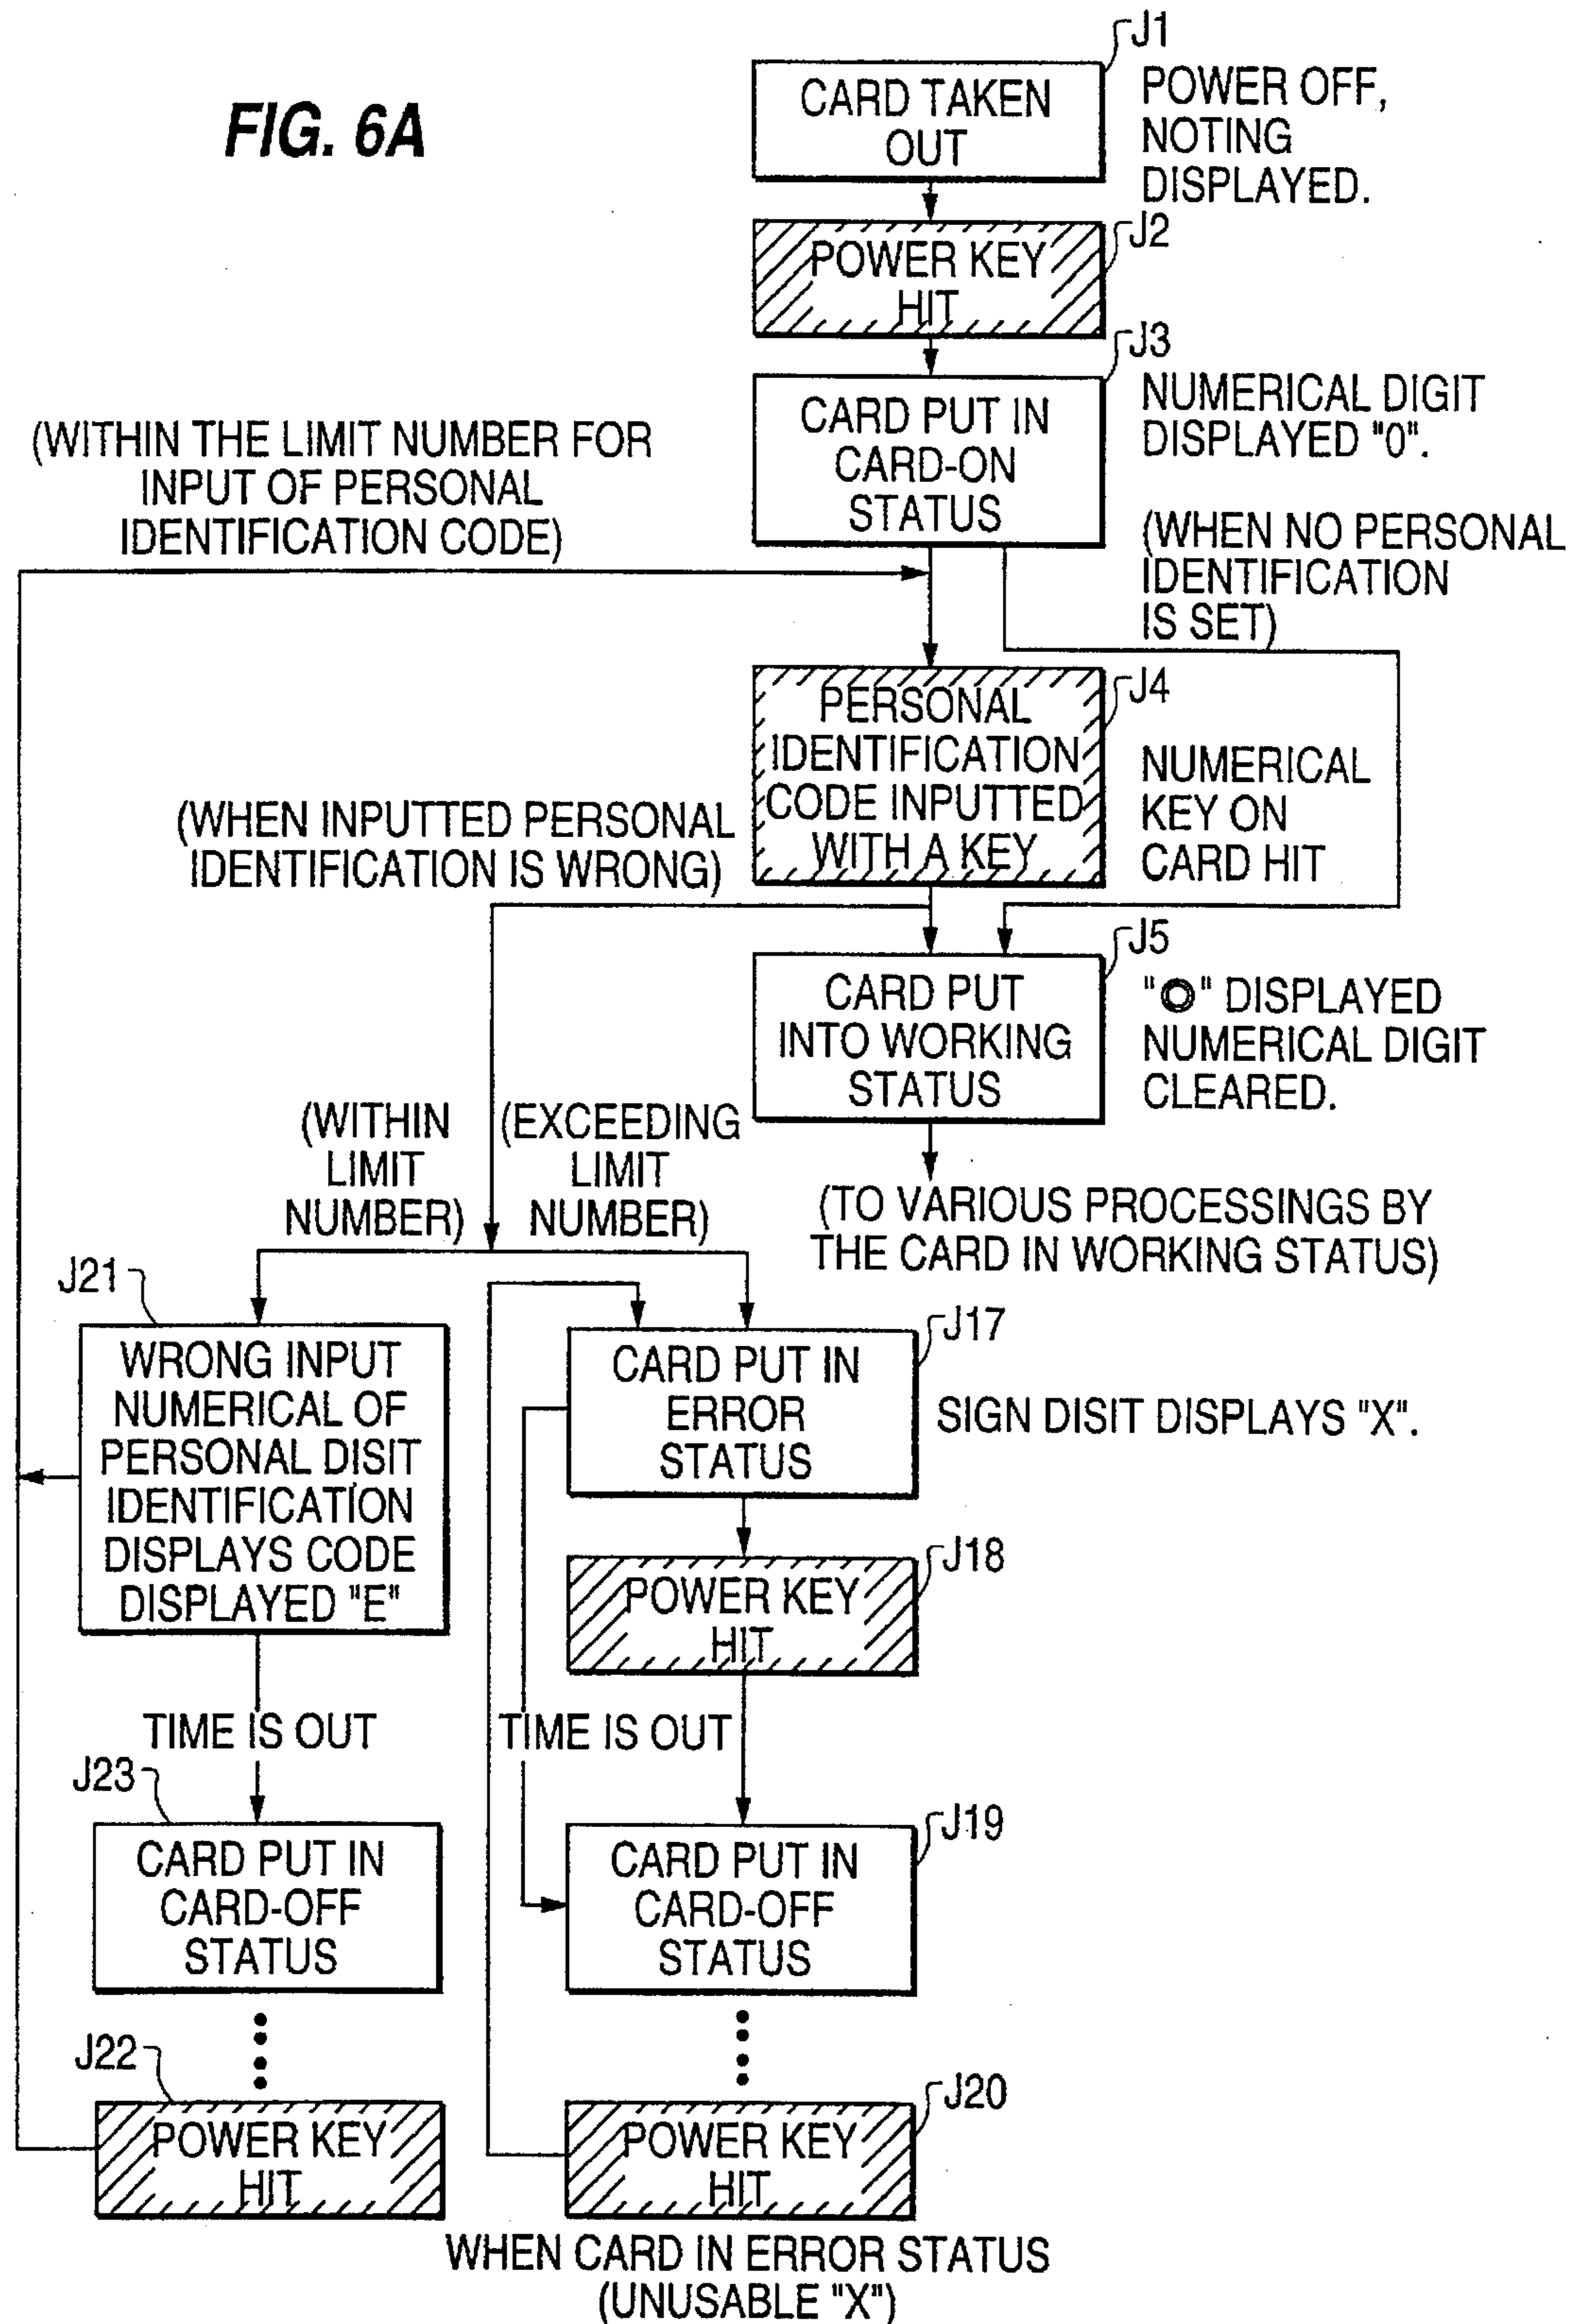 FIG. 6A
J1
CARD TAKEN
OUT
POWER OFF,
NOTING
DISPLAYED.
J2
POWER KEY
HIT
J3
CARD PUT IN
CARD-ON
STATUS
NUMERICAL DIGIT
DISPLAYED "0".
(WITHIN THE LIMIT NUMBER FOR
INPUT OF PERSONAL
IDENTIFICATION CODE)
(WHEN NO PERSONAL
IDENTIFICATION
IS SET)
J4
PERSONAL
IDENTIFICATION
CODE INPUTTED
WITH A KEY
NUMERICAL
KEY ON
CARD HIT
(WHEN INPUTTED PERSONAL
IDENTIFICATION IS WRONG)
J5
CARD PUT
INTO WORKING
STATUS
"◎" DISPLAYED
NUMERICAL DIGIT
CLEARED.
(WITHIN
LIMIT
NUMBER)
(EXCEEDING
LIMIT
NUMBER)
(TO VARIOUS PROCESSINGS BY
THE CARD IN WORKING STATUS)
J21
WRONG INPUT
NUMERICAL OF
PERSONAL DISIT
IDENTIFICATION
DISPLAYS CODE
DISPLAYED "E"
J17
CARD PUT IN
ERROR
STATUS
SIGN DISIT DISPLAYS "X".
J18
POWER KEY
HIT
TIME IS OUT
TIME IS OUT
J23
CARD PUT IN
CARD-OFF
STATUS
J19
CARD PUT IN
CARD-OFF
STATUS
J22
POWER KEY
HIT
J20
POWER KEY
HIT
WHEN CARD IN ERROR STATUS
(UNUSABLE "X")